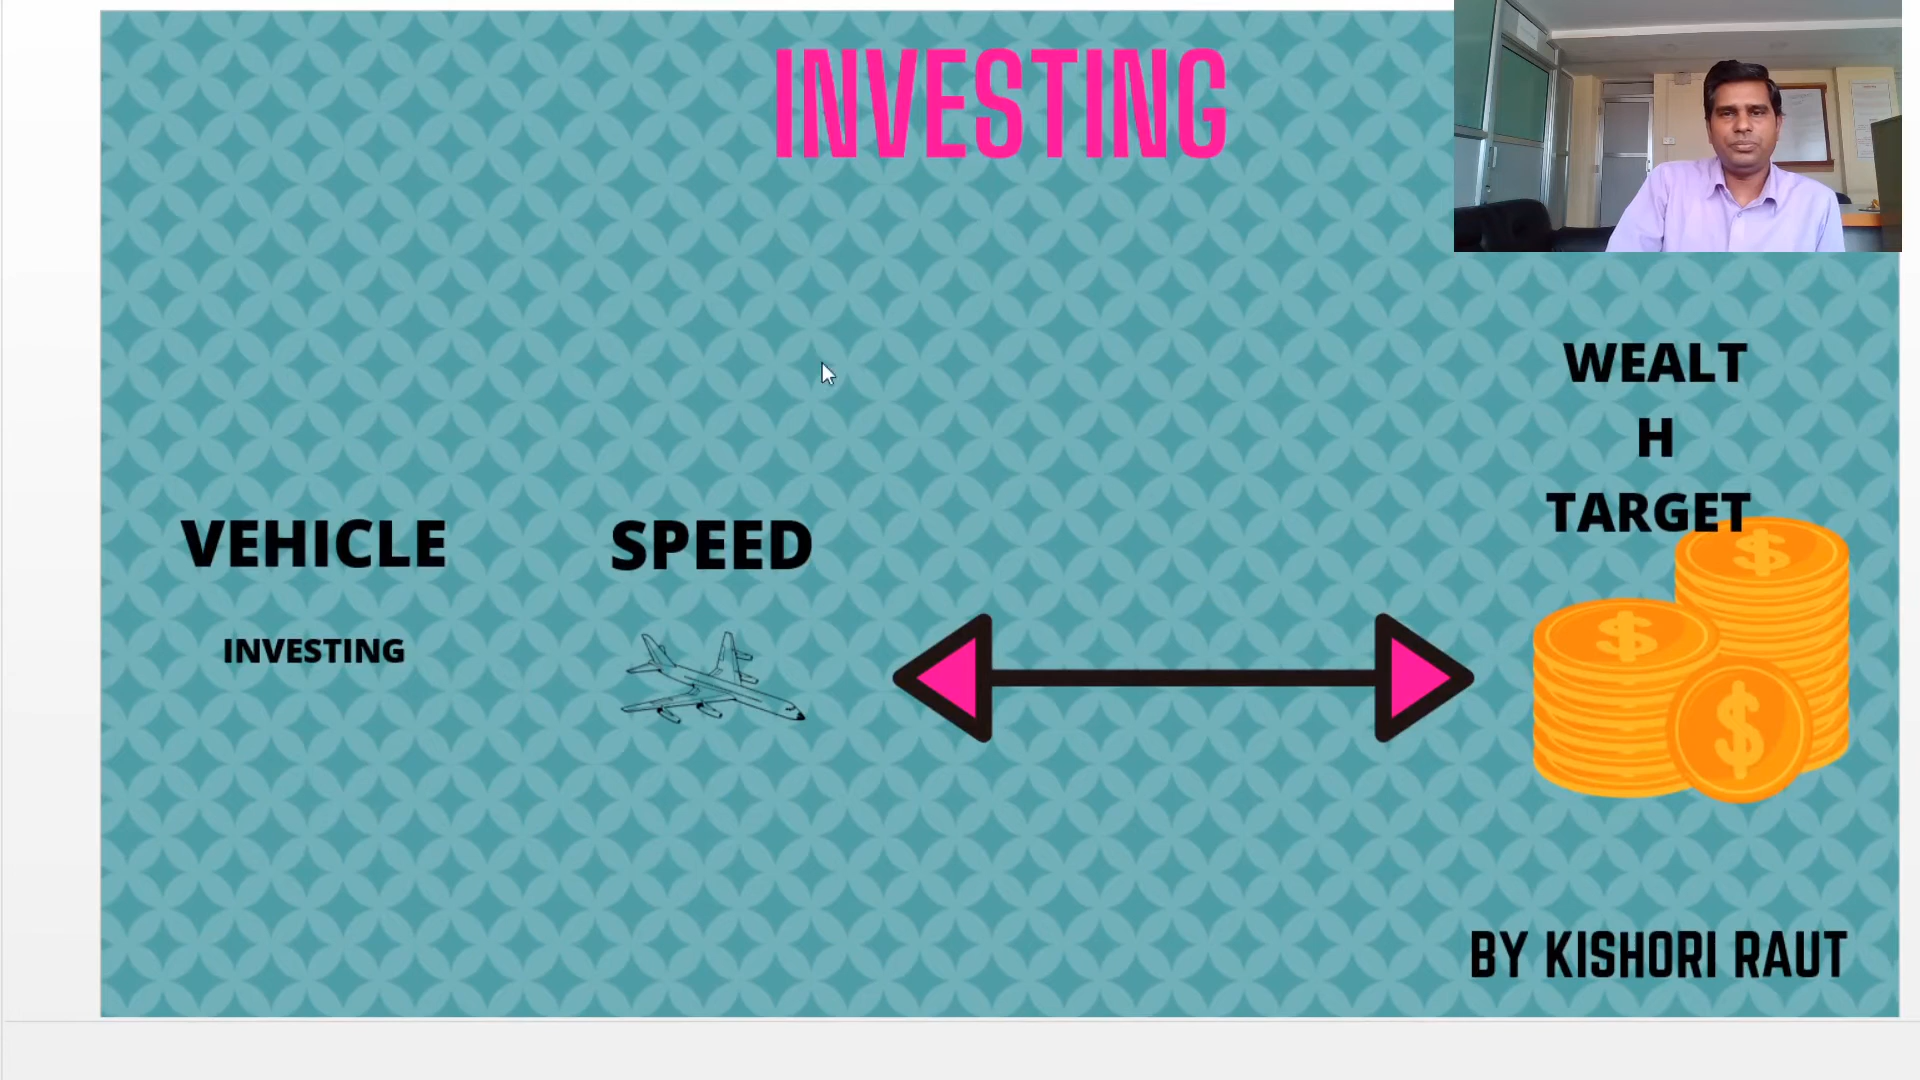 INVESTING
WEALT
H
TARGET
VEHICLE
SPEED
INVESTING
BY KISHORI RAUT